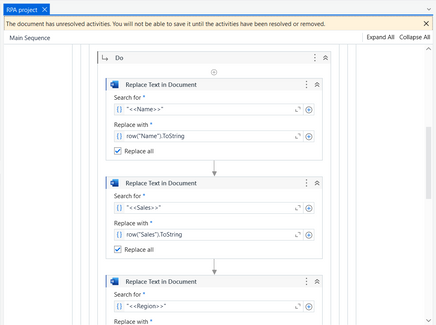 RPA project
The document has unresolved activities. You will not be able to save it until the activities have been resolved or removed.
Main Sequence
Expand All Collapse All
Do
Replace Text in Document
Search for *
"<<Name>>"
Replace with *
row("Name").ToString
Replace all
Replace Text in Document
Search for *
"<<Sales>>"
Replace with *
row("Sales").ToString
Replace all
Replace Text in Document
Search for *
"<<Region>>"
Replace with *